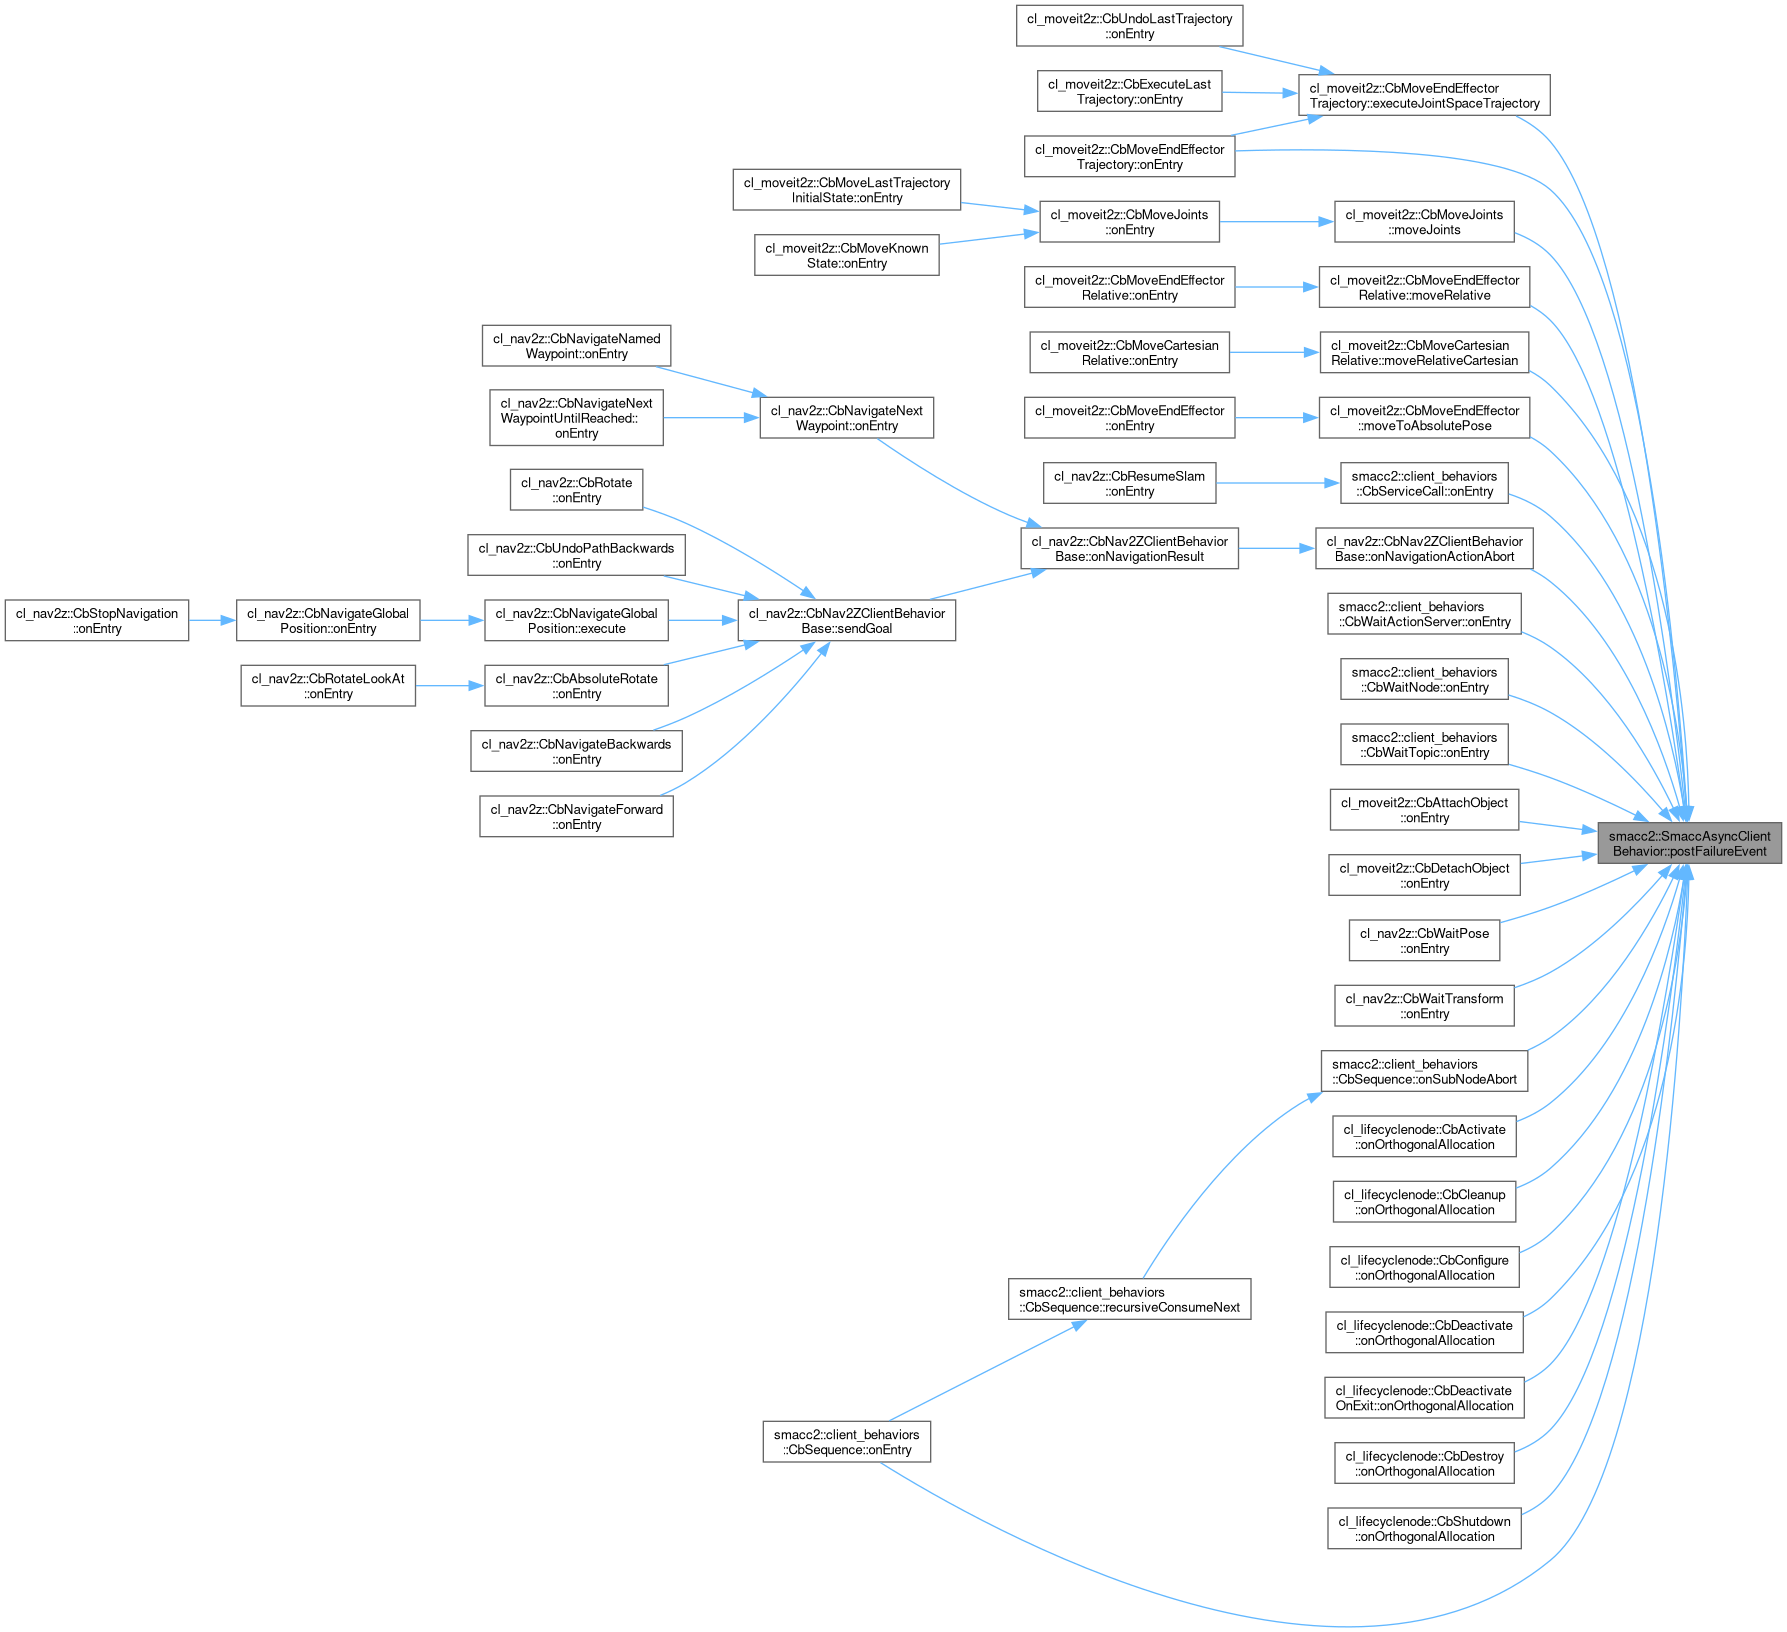 cl_moveit2z::CbUndoLastTrajectory
::onEntry
cl_moveit2z::CbExecuteLast
Trajectory::onEntry
cl_moveit2z::CbMoveEndEffector
Trajectory::executeJointSpaceTrajectory
cl_moveit2z::CbMoveEndEffector
Trajectory::onEntry
cl_moveit2z::CbMoveLastTrajectory
InitialState::onEntry
cl_moveit2z::CbMoveJoints
::onEntry
cl_moveit2z::CbMoveJoints
::moveJoints
cl_moveit2z::CbMoveKnown
State::onEntry
cl_moveit2z::CbMoveEndEffector
Relative::onEntry
cl_moveit2z::CbMoveEndEffector
Relative::moveRelative
cl_nav2z::CbNavigateNamed
Waypoint::onEntry
cl_moveit2z::CbMoveCartesian
Relative::onEntry
cl_moveit2z::CbMoveCartesian
Relative::moveRelativeCartesian
cl_nav2z::CbNavigateNext
WaypointUntilReached::
onEntry
cl_nav2z::CbNavigateNext
Waypoint::onEntry
cl_moveit2z::CbMoveEndEffector
::onEntry
cl_moveit2z::CbMoveEndEffector
::moveToAbsolutePose
cl_nav2z::CbRotate
::onEntry
cl_nav2z::CbResumeSlam
::onEntry
smacc2::client_behaviors
::CbServiceCall::onEntry
cl_nav2z::CbUndoPathBackwards
::onEntry
cl_nav2z::CbNav2ZClientBehavior
Base::onNavigationResult
cl_nav2z::CbNav2ZClientBehavior
Base::onNavigationActionAbort
cl_nav2z::CbStopNavigation
::onEntry
cl_nav2z::CbNavigateGlobal
Position::onEntry
cl_nav2z::CbNavigateGlobal
Position::execute
cl_nav2z::CbNav2ZClientBehavior
Base::sendGoal
smacc2::client_behaviors
::CbWaitActionServer::onEntry
cl_nav2z::CbRotateLookAt
::onEntry
cl_nav2z::CbAbsoluteRotate
::onEntry
smacc2::client_behaviors
::CbWaitNode::onEntry
cl_nav2z::CbNavigateBackwards
::onEntry
smacc2::client_behaviors
::CbWaitTopic::onEntry
cl_nav2z::CbNavigateForward
::onEntry
cl_moveit2z::CbAttachObject
::onEntry
smacc2::SmaccAsyncClient
Behavior::postFailureEvent
cl_moveit2z::CbDetachObject
::onEntry
cl_nav2z::CbWaitPose
::onEntry
cl_nav2z::CbWaitTransform
::onEntry
smacc2::client_behaviors
::CbSequence::onSubNodeAbort
cl_lifecyclenode::CbActivate
::onOrthogonalAllocation
cl_lifecyclenode::CbCleanup
::onOrthogonalAllocation
cl_lifecyclenode::CbConfigure
::onOrthogonalAllocation
smacc2::client_behaviors
::CbSequence::recursiveConsumeNext
cl_lifecyclenode::CbDeactivate
::onOrthogonalAllocation
cl_lifecyclenode::CbDeactivate
OnExit::onOrthogonalAllocation
smacc2::client_behaviors
::CbSequence::onEntry
cl_lifecyclenode::CbDestroy
::onOrthogonalAllocation
cl_lifecyclenode::CbShutdown
::onOrthogonalAllocation